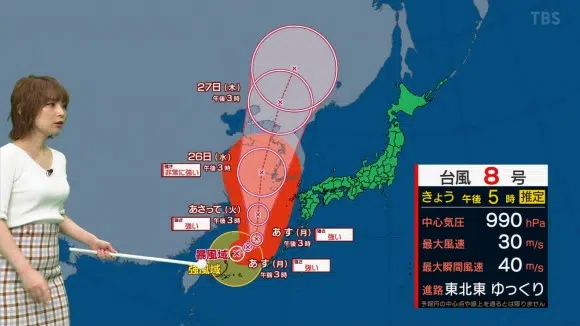 TBS
27日(木)
午後3時
26日(水)
午後3時
強さ
非常に強い
あさって(火)
午後3時
強さ
強い
あす(月)
午後3時
強さ
強い
暴風域
強風域
あす(月)
午前3時
強さ
強い
台風 8 号
きょう 午後 5 時 推定
中心気圧 990 hPa
最大風速 30 m/s
最大瞬間風速 40 m/s
進路 東北東 ゆっくり
予報円の中心点や線上を通るとは限りません